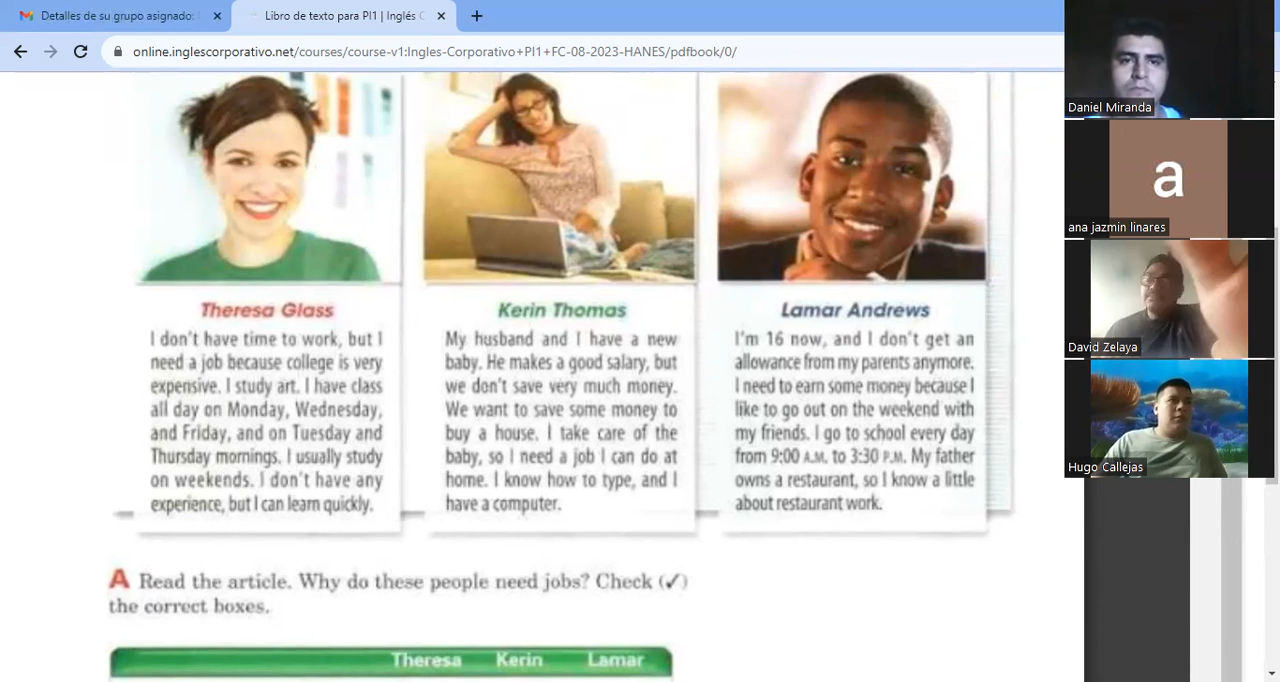 Detalles de su grupo asignado:
Libro de texto para PI1 | Inglés C
online.inglescorporativo.net/courses/course-v1:Ingles-Corporativo+PI1+FC-08-2023-HANES/pdfbook/0/
Theresa Glass
I don't have time to work, but I
need a job because college is very
expensive. I study art. I have class
all day on Monday, Wednesday,
and Friday, and on Tuesday and
Thursday mornings. I usually study
on weekends. I don't have any
experience, but I can learn quickly.
Kerin Thomas
My husband and I have a new
baby. He makes a good salary, but
we don't save very much money.
We want to save some money to
buy a house. I take care of the
baby, so I need a job I can do at
home. I know how to type, and I
have a computer.
Lamar Andrews
I'm 16 now, and I don't get an
allowance from my parents anymore.
I need to earn some money because I
like to go out on the weekend with
my friends. I go to school every day
from 9:00 A.M. to 3:30 P.M. My father
owns a restaurant, so I know a little
about restaurant work.
A Read the article. Why do these people need jobs? Check (✓)
the correct boxes.
Theresa Kerin Lamar
Daniel Miranda
a
ana jazmin linares
David Zelaya
Hugo Callejas